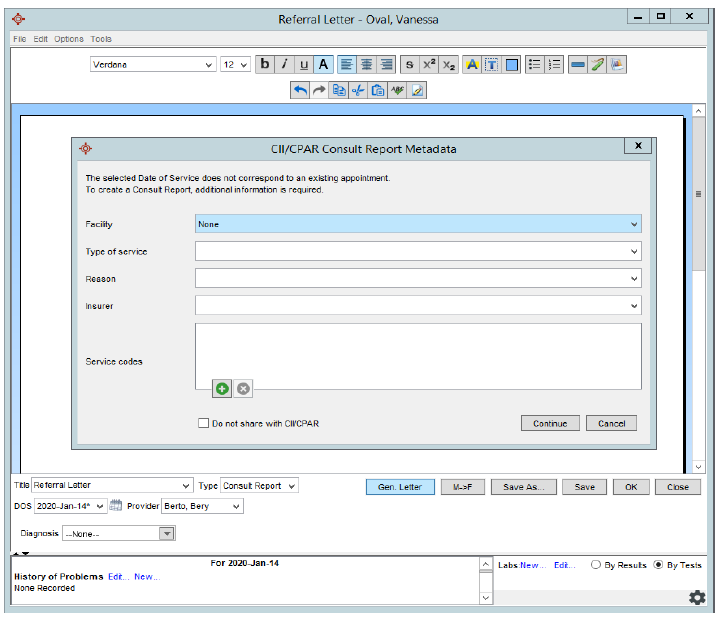 Referral Letter - Oval, Vanessa
File Edit Options Tools
Verdana 12 b i u A S X² X₂ A T
ABC
CII/CPAR Consult Report Metadata X
The selected Date of Service does not correspond to an existing appointment.
To create a Consult Report, additional information is required.
Facility None
Type of service
Reason
Insurer
Service codes
Do not share with CII/CPAR Continue Cancel
Title Referral Letter Type Consult Report Gen. Letter M->F Save As... Save OK Close
DOS 2020-Jan-14* Provider Berto, Bery
Diagnosis --None--
For 2020-Jan-14 Labs: New... Edit... By Results By Tests
History of Problems Edit... New...
None Recorded